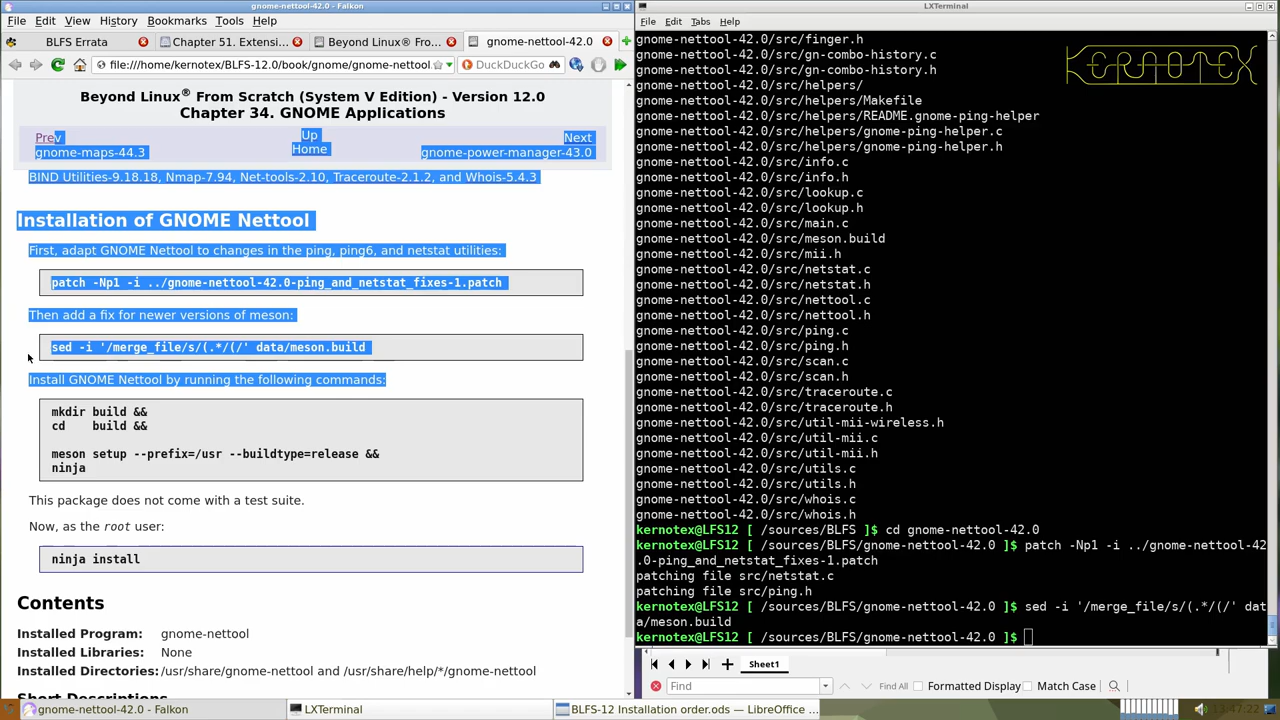 gnome-nettool-42.0 - Falkon
File Edit View History Bookmarks Tools Help
BLFS Errata
Chapter 51. Extensi...
Beyond Linux® Fro...
gnome-nettool-42.0
file:///home/kernotex/BLFS-12.0/book/gnome/gnome-nettool.
DuckDuckGo
Beyond Linux® From Scratch (System V Edition) - Version 12.0
Chapter 34. GNOME Applications
Prev Up Next
gnome-maps-44.3 Home gnome-power-manager-43.0
BIND Utilities-9.18.18, Nmap-7.94, Net-tools-2.10, Traceroute-2.1.2, and Whois-5.4.3
Installation of GNOME Nettool
First, adapt GNOME Nettool to changes in the ping, ping6, and netstat utilities:
patch -Np1 -i ../gnome-nettool-42.0-ping_and_netstat_fixes-1.patch
Then add a fix for newer versions of meson:
sed -i '/merge_file/s/(.*/(/' data/meson.build
Install GNOME Nettool by running the following commands:
mkdir build &&
cd    build &&
meson setup --prefix=/usr --buildtype=release &&
ninja
This package does not come with a test suite.
Now, as the root user:
ninja install
Contents
Installed Program: gnome-nettool
Installed Libraries: None
Installed Directories: /usr/share/gnome-nettool and /usr/share/help/*/gnome-nettool
Short Descriptions
LXTerminal
File Edit Tabs Help
KERNOTEX
gnome-nettool-42.0/src/finger.h
gnome-nettool-42.0/src/gn-combo-history.c
gnome-nettool-42.0/src/gn-combo-history.h
gnome-nettool-42.0/src/helpers/
gnome-nettool-42.0/src/helpers/Makefile
gnome-nettool-42.0/src/helpers/README.gnome-ping-helper
gnome-nettool-42.0/src/helpers/gnome-ping-helper.c
gnome-nettool-42.0/src/helpers/gnome-ping-helper.h
gnome-nettool-42.0/src/info.c
gnome-nettool-42.0/src/info.h
gnome-nettool-42.0/src/lookup.c
gnome-nettool-42.0/src/lookup.h
gnome-nettool-42.0/src/main.c
gnome-nettool-42.0/src/meson.build
gnome-nettool-42.0/src/mii.h
gnome-nettool-42.0/src/netstat.c
gnome-nettool-42.0/src/netstat.h
gnome-nettool-42.0/src/nettool.c
gnome-nettool-42.0/src/nettool.h
gnome-nettool-42.0/src/ping.c
gnome-nettool-42.0/src/ping.h
gnome-nettool-42.0/src/scan.c
gnome-nettool-42.0/src/scan.h
gnome-nettool-42.0/src/traceroute.c
gnome-nettool-42.0/src/traceroute.h
gnome-nettool-42.0/src/util-mii-wireless.h
gnome-nettool-42.0/src/util-mii.c
gnome-nettool-42.0/src/util-mii.h
gnome-nettool-42.0/src/utils.c
gnome-nettool-42.0/src/utils.h
gnome-nettool-42.0/src/whois.c
gnome-nettool-42.0/src/whois.h
kernotex@LFS12 [ /sources/BLFS ]$ cd gnome-nettool-42.0
kernotex@LFS12 [ /sources/BLFS/gnome-nettool-42.0 ]$ patch -Np1 -i ../gnome-nettool-42
.0-ping_and_netstat_fixes-1.patch
patching file src/netstat.c
patching file src/ping.h
kernotex@LFS12 [ /sources/BLFS/gnome-nettool-42.0 ]$ sed -i '/merge_file/s/(.*/(/' dat
a/meson.build
kernotex@LFS12 [ /sources/BLFS/gnome-nettool-42.0 ]$
Sheet1
Find Find All Formatted Display Match Case
gnome-nettool-42.0 - Falkon
LXTerminal
BLFS-12 Installation order.ods — LibreOffice ...
13:47:22